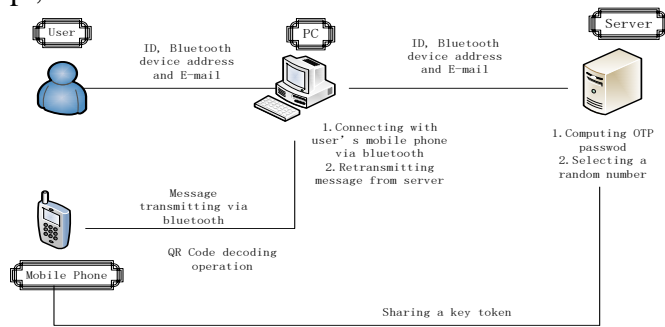 User
PC
Server
ID, Bluetooth
device address
and E-mail
ID, Bluetooth
device address
and E-mail
1.Connecting with
user's mobile phone
via bluetooth
2.Retransmitting
message from server
1.Computing OTP
passwod
2.Selecting a
random number
Message
transmitting via
bluetooth
QR Code decoding
operation
Mobile Phone
Sharing a key token